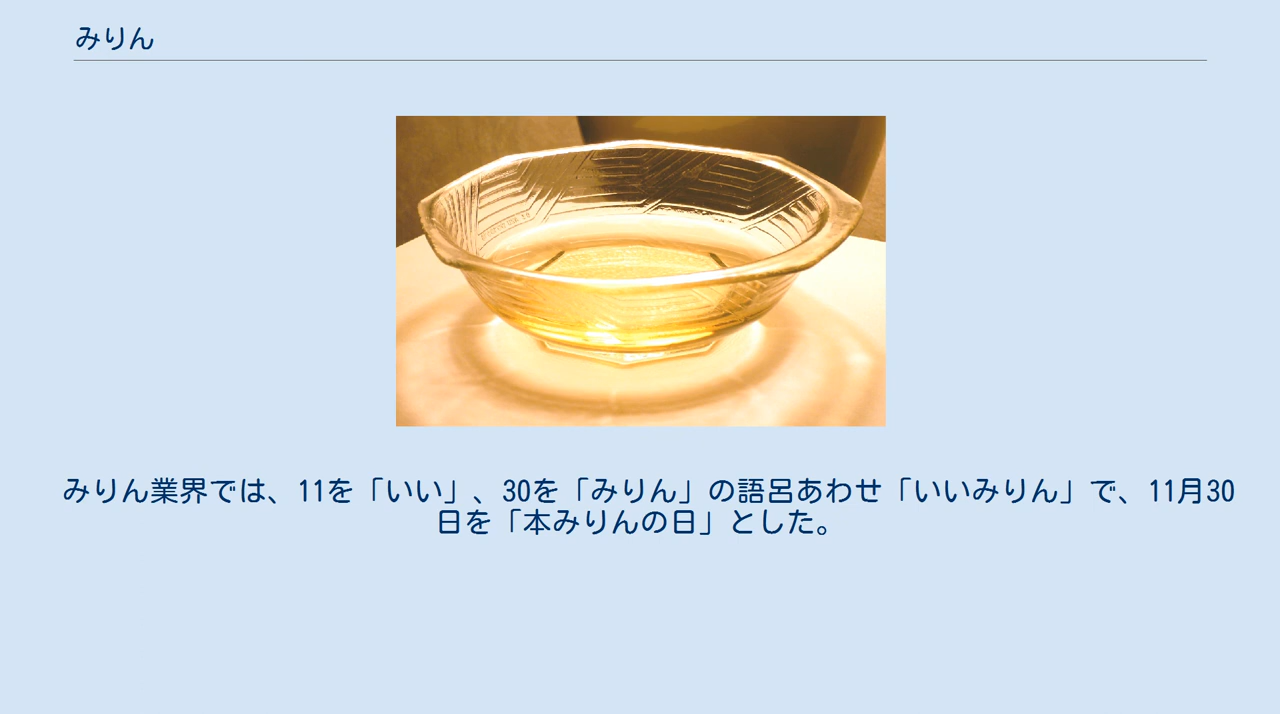 みりん
みりん業界では、11を「いい」、30を「みりん」の語呂あわせ「いいみりん」で、11月30
日を「本みりんの日」とした。